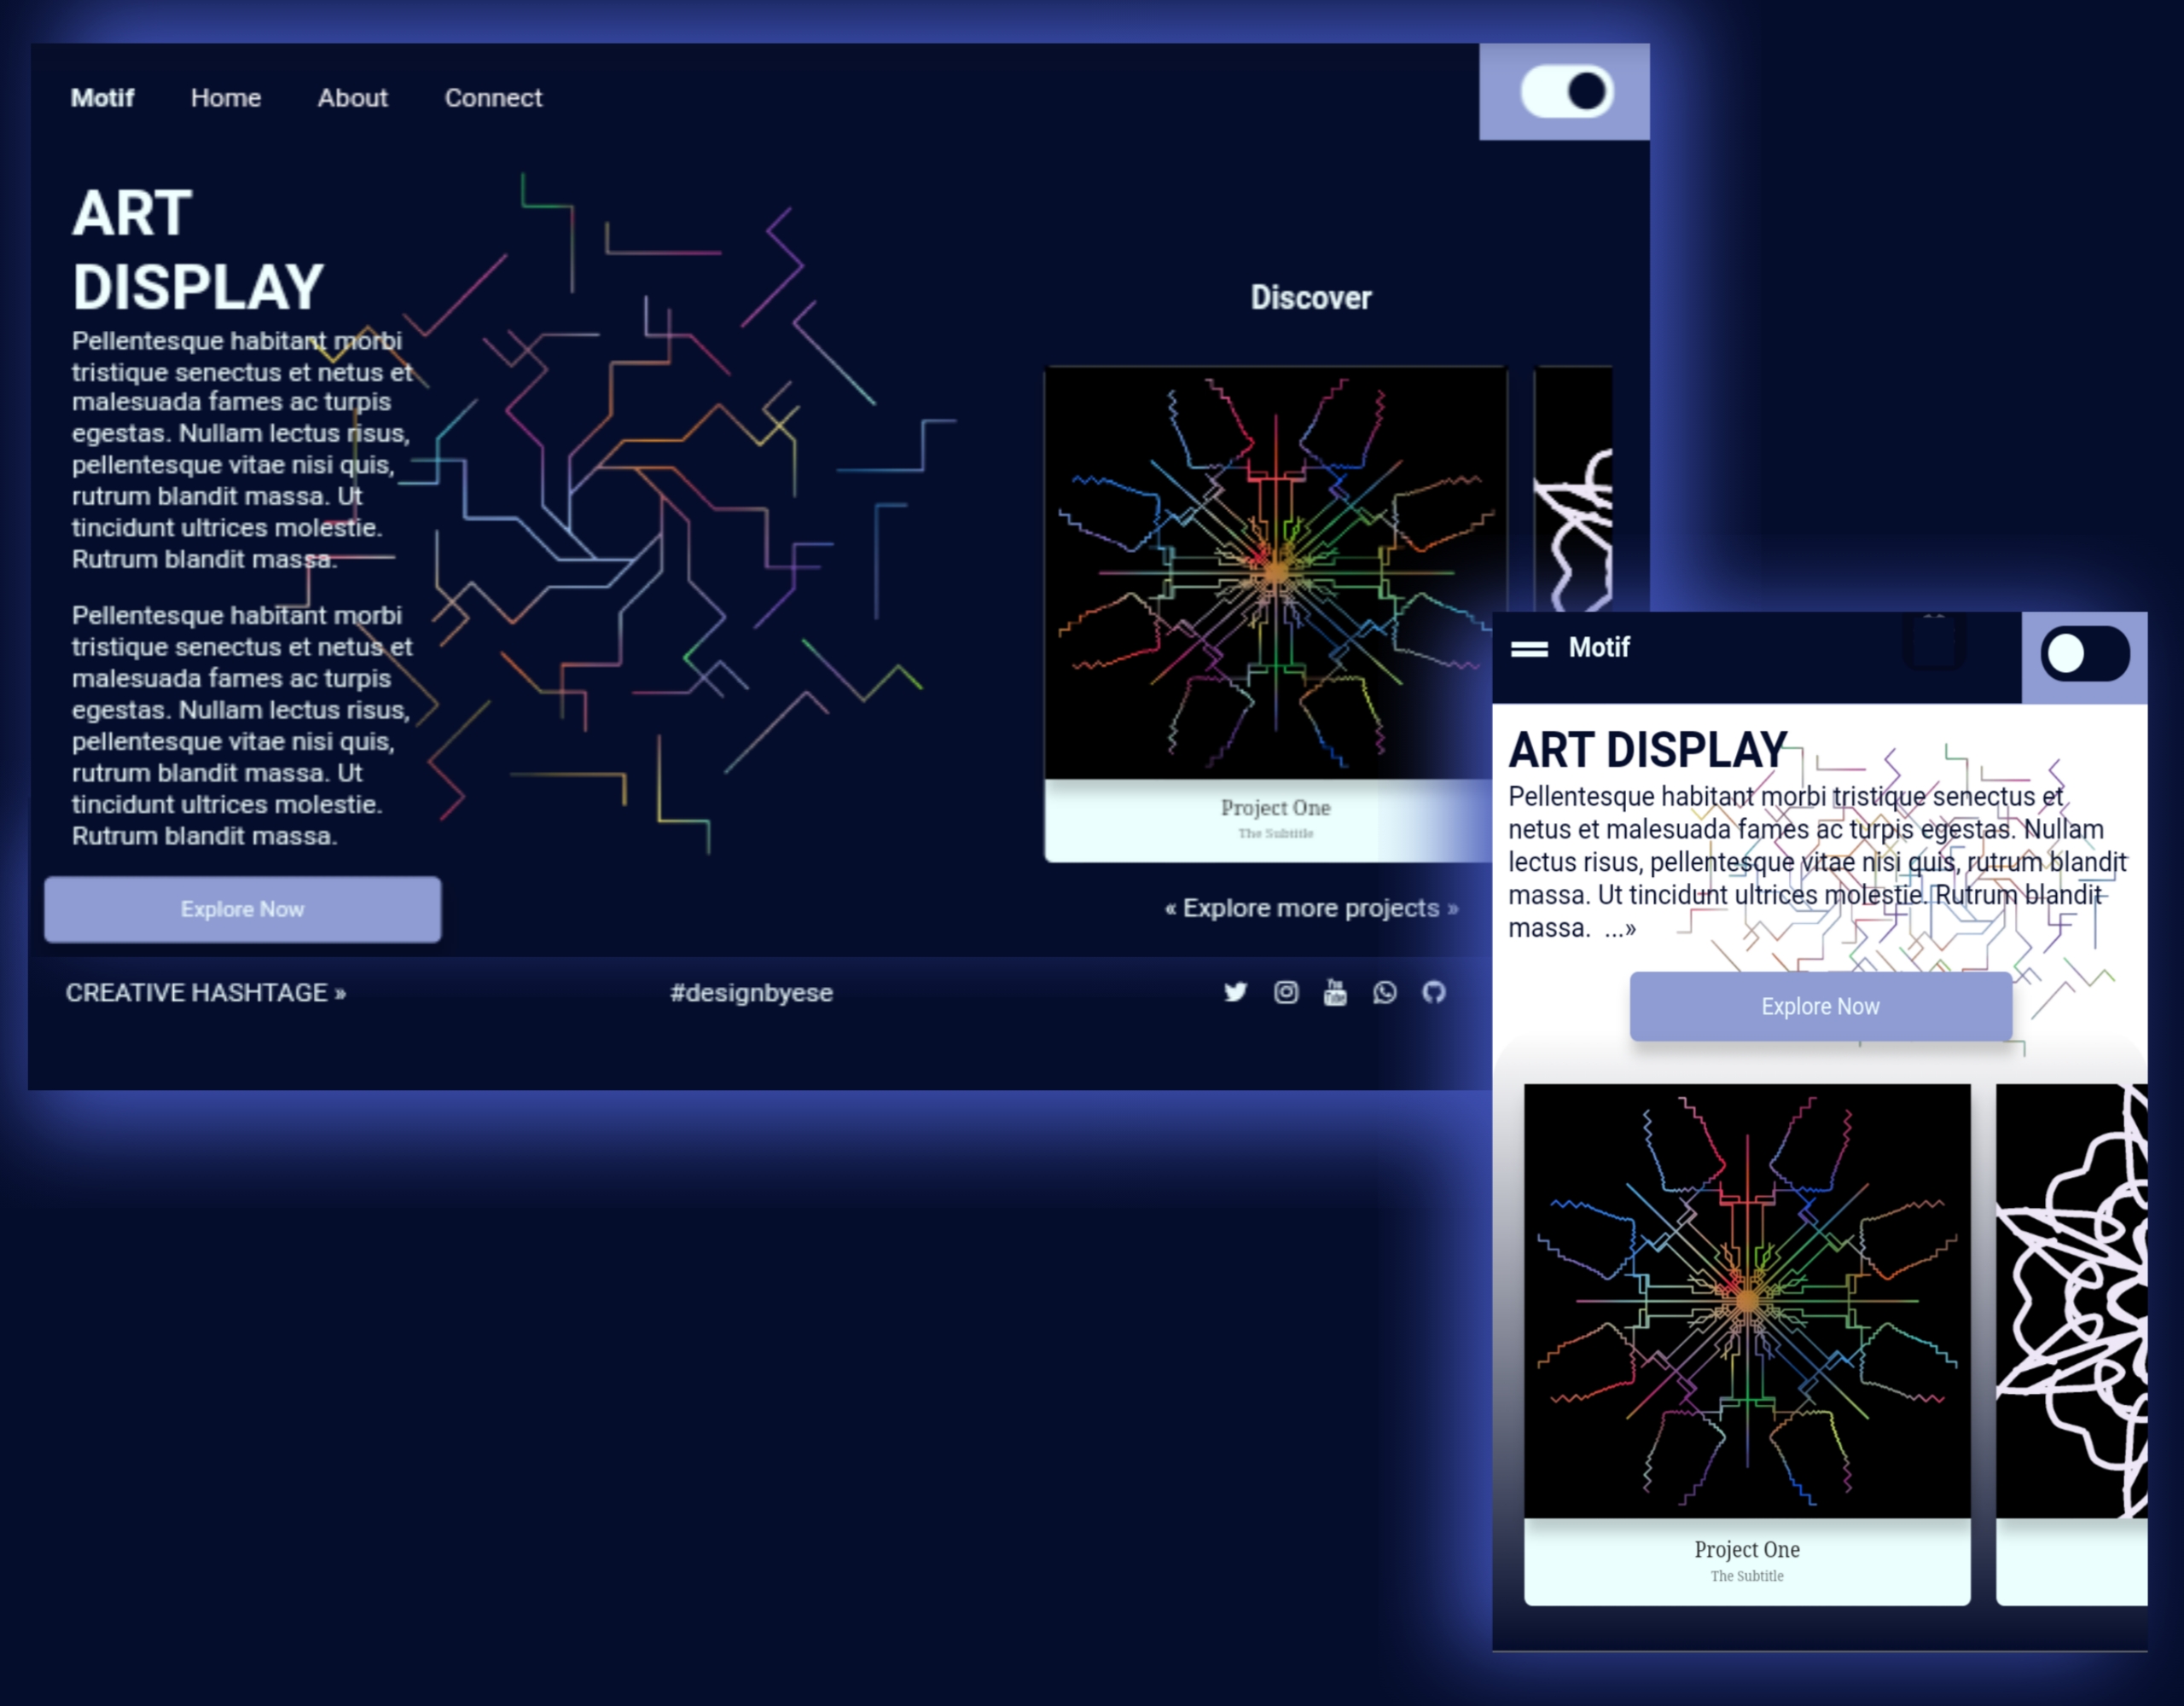 Motif Home About Connect
ART
DISPLAY
Pellentesque habitant morbi
tristique senectus et netus et
malesuada fames ac turpis
egestas. Nullam lectus risus,
pellentesque vitae nisi quis,
rutrum blandit massa. Ut
tincidunt ultrices molestie.
Rutrum blandit massa.
Pellentesque habitant morbi
tristique senectus et netus et
malesuada fames ac turpis
egestas. Nullam lectus risus,
pellentesque vitae nisi quis,
rutrum blandit massa. Ut
tincidunt ultrices molestie.
Rutrum blandit massa.
Explore Now
Discover
Project One
The Subtitle
« Explore more projects »
CREATIVE HASHTAGE » #designbyese
You
Tube
Motif
ART DISPLAY
Pellentesque habitant morbi tristique senectus et
netus et malesuada fames ac turpis egestas. Nullam
lectus risus, pellentesque vitae nisi quis, rutrum blandit
massa. Ut tincidunt ultrices molestie. Rutrum blandit
massa. ...»
Explore Now
Project One
The Subtitle